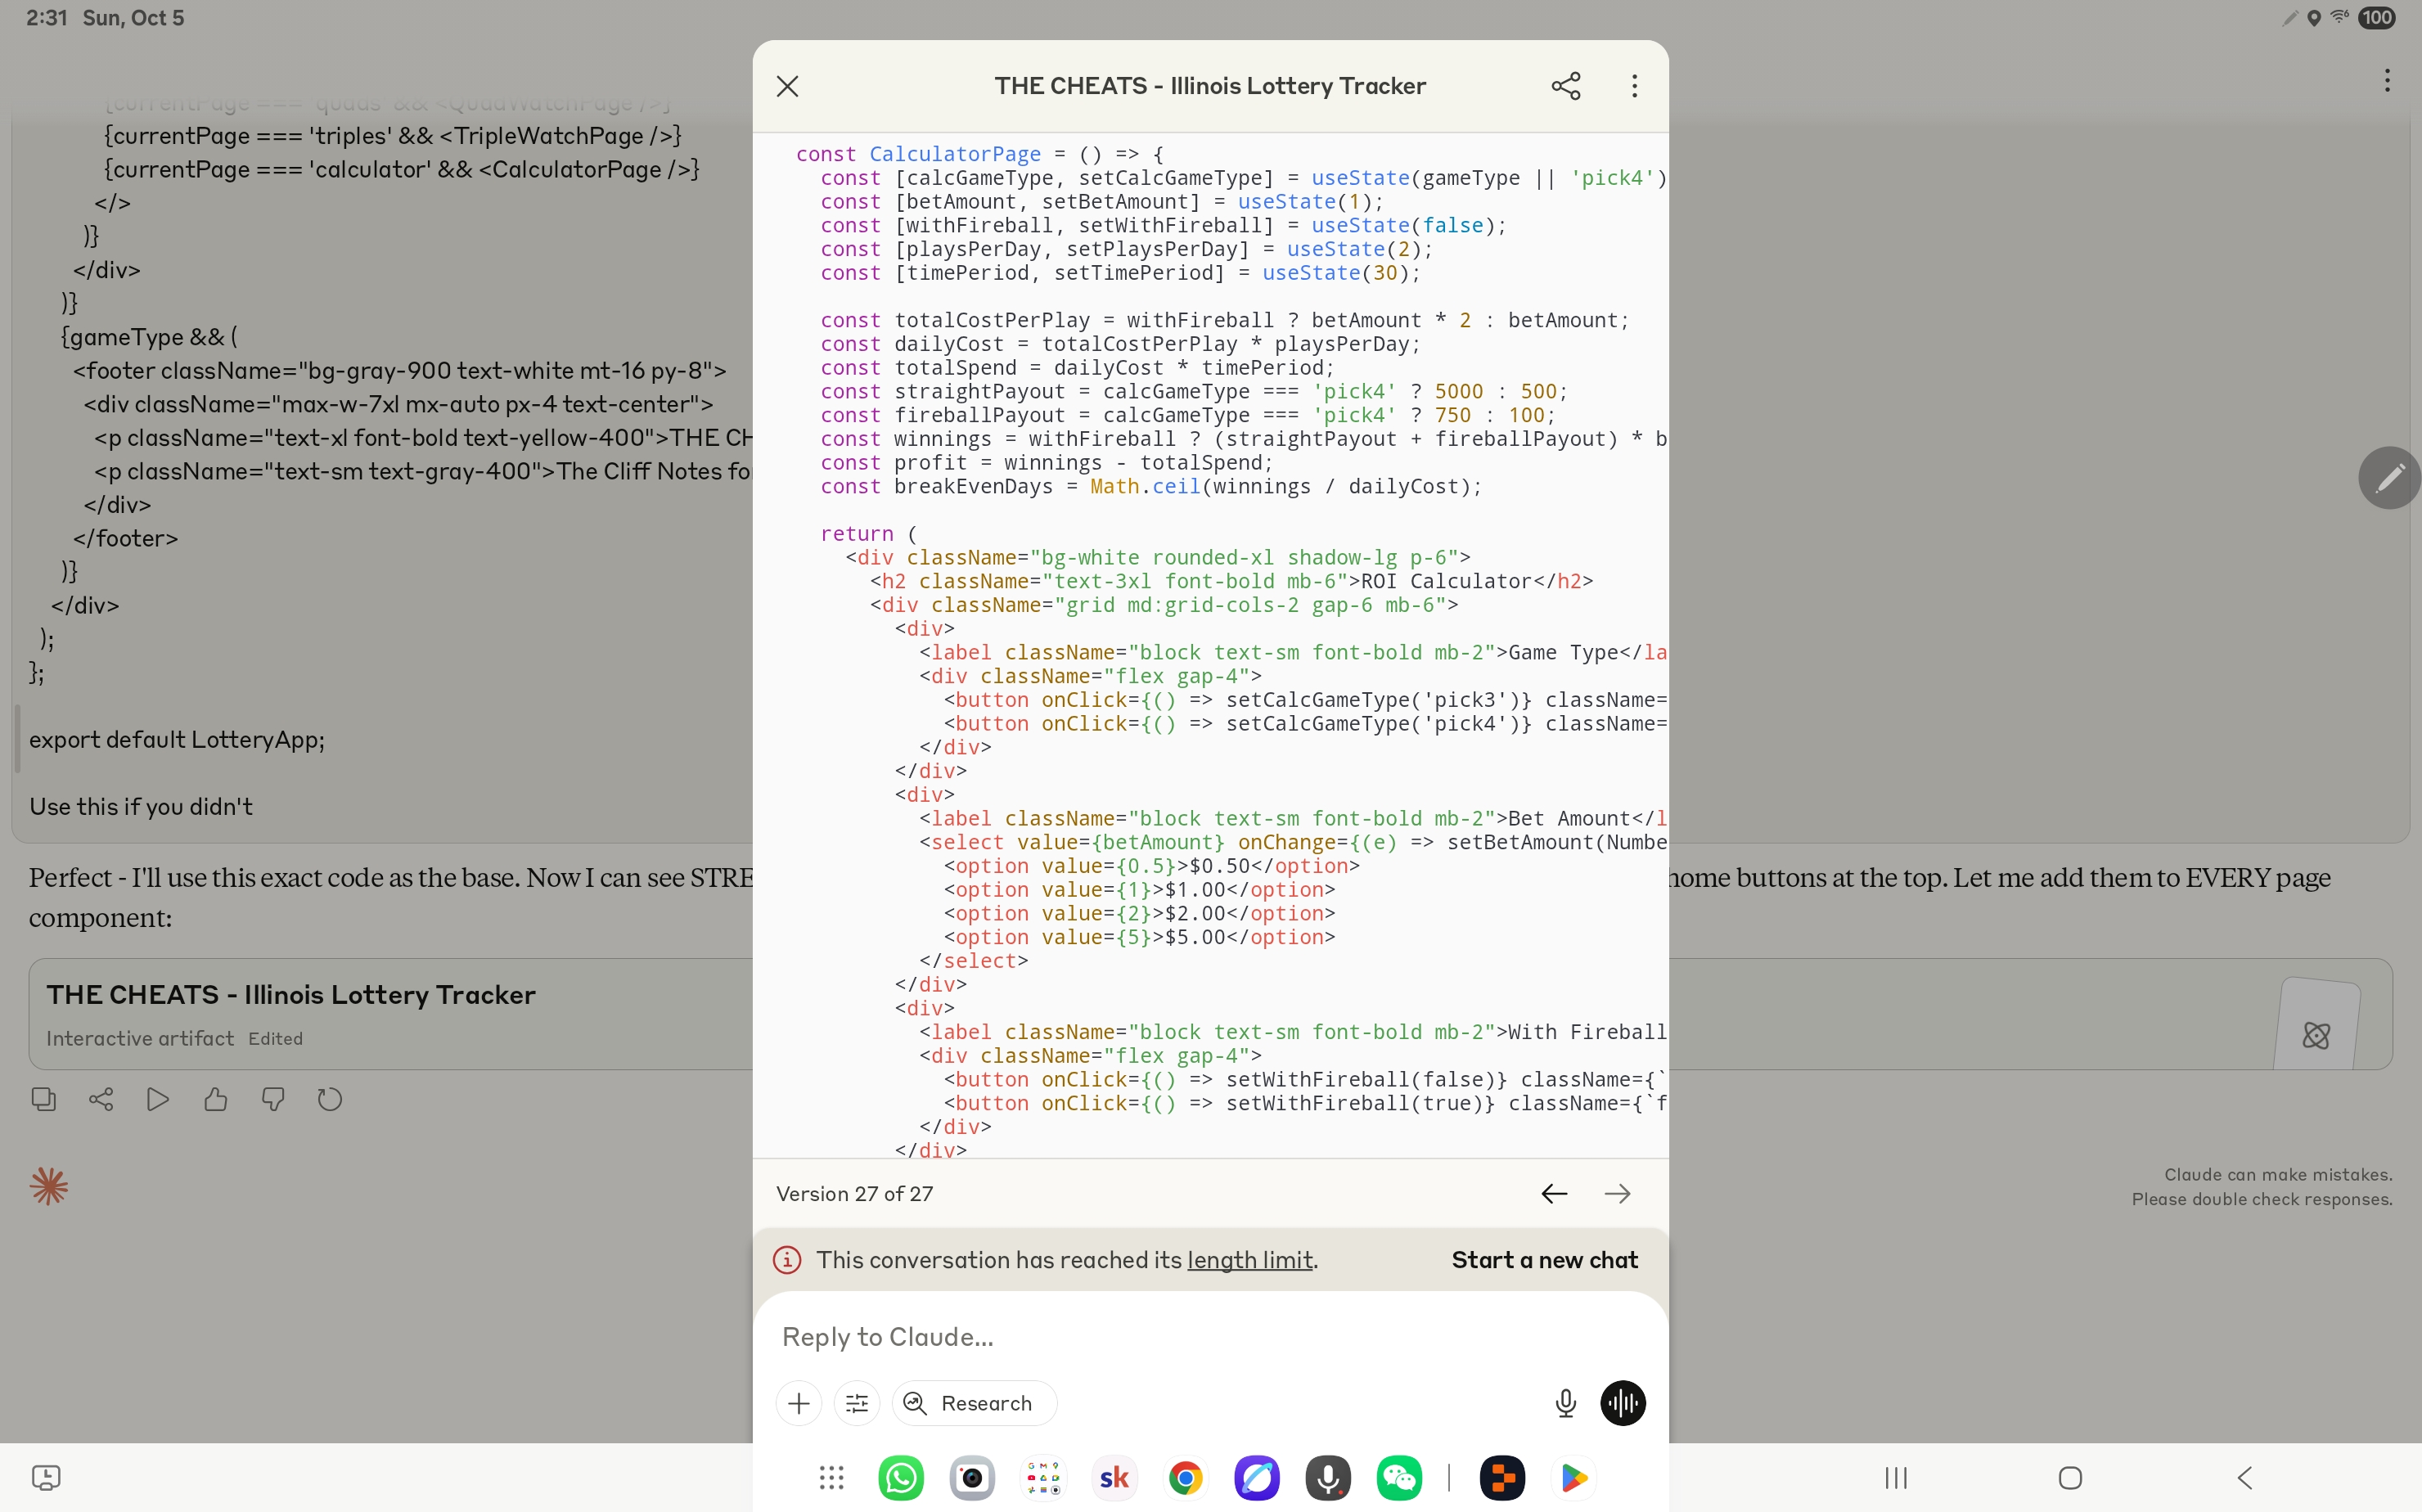 2:31 Sun, Oct 5
100
{currentPage === 'quads' && <QuadWatchPage />}
{currentPage === 'triples' && <TripleWatchPage />}
{currentPage === 'calculator' && <CalculatorPage />}
</>
)}
</div>
)}
{gameType && (
<footer className="bg-gray-900 text-white mt-16 py-8">
<div className="max-w-7xl mx-auto px-4 text-center">
<p className="text-xl font-bold text-yellow-400">THE CH
<p className="text-sm text-gray-400">The Cliff Notes fo
</div>
</footer>
)}
</div>
);
};
export default LotteryApp;
Use this if you didn't
Perfect - I'll use this exact code as the base. Now I can see STRE
home buttons at the top. Let me add them to EVERY page
component:
THE CHEATS - Illinois Lottery Tracker
Interactive artifact Edited
Claude can make mistakes.
Please double check responses.
THE CHEATS - Illinois Lottery Tracker
const CalculatorPage = () => {
const [calcGameType, setCalcGameType] = useState(gameType || 'pick4')
const [betAmount, setBetAmount] = useState(1);
const [withFireball, setWithFireball] = useState(false);
const [playsPerDay, setPlaysPerDay] = useState(2);
const [timePeriod, setTimePeriod] = useState(30);
const totalCostPerPlay = withFireball ? betAmount * 2 : betAmount;
const dailyCost = totalCostPerPlay * playsPerDay;
const totalSpend = dailyCost * timePeriod;
const straightPayout = calcGameType === 'pick4' ? 5000 : 500;
const fireballPayout = calcGameType === 'pick4' ? 750 : 100;
const winnings = withFireball ? (straightPayout + fireballPayout) * b
const profit = winnings - totalSpend;
const breakEvenDays = Math.ceil(winnings / dailyCost);
return (
<div className="bg-white rounded-xl shadow-lg p-6">
<h2 className="text-3xl font-bold mb-6">ROI Calculator</h2>
<div className="grid md:grid-cols-2 gap-6 mb-6">
<div>
<label className="block text-sm font-bold mb-2">Game Type</la
<div className="flex gap-4">
<button onClick={() => setCalcGameType('pick3')} className=
<button onClick={() => setCalcGameType('pick4')} className=
</div>
</div>
<div>
<label className="block text-sm font-bold mb-2">Bet Amount</l
<select value={betAmount} onChange={(e) => setBetAmount(Numbe
<option value={0.5}>$0.50</option>
<option value={1}>$1.00</option>
<option value={2}>$2.00</option>
<option value={5}>$5.00</option>
</select>
</div>
<div>
<label className="block text-sm font-bold mb-2">With Fireball
<div className="flex gap-4">
<button onClick={() => setWithFireball(false)} className={`
<button onClick={() => setWithFireball(true)} className={`f
</div>
</div>
Version 27 of 27
This conversation has reached its length limit. Start a new chat
Reply to Claude...
Research
sk